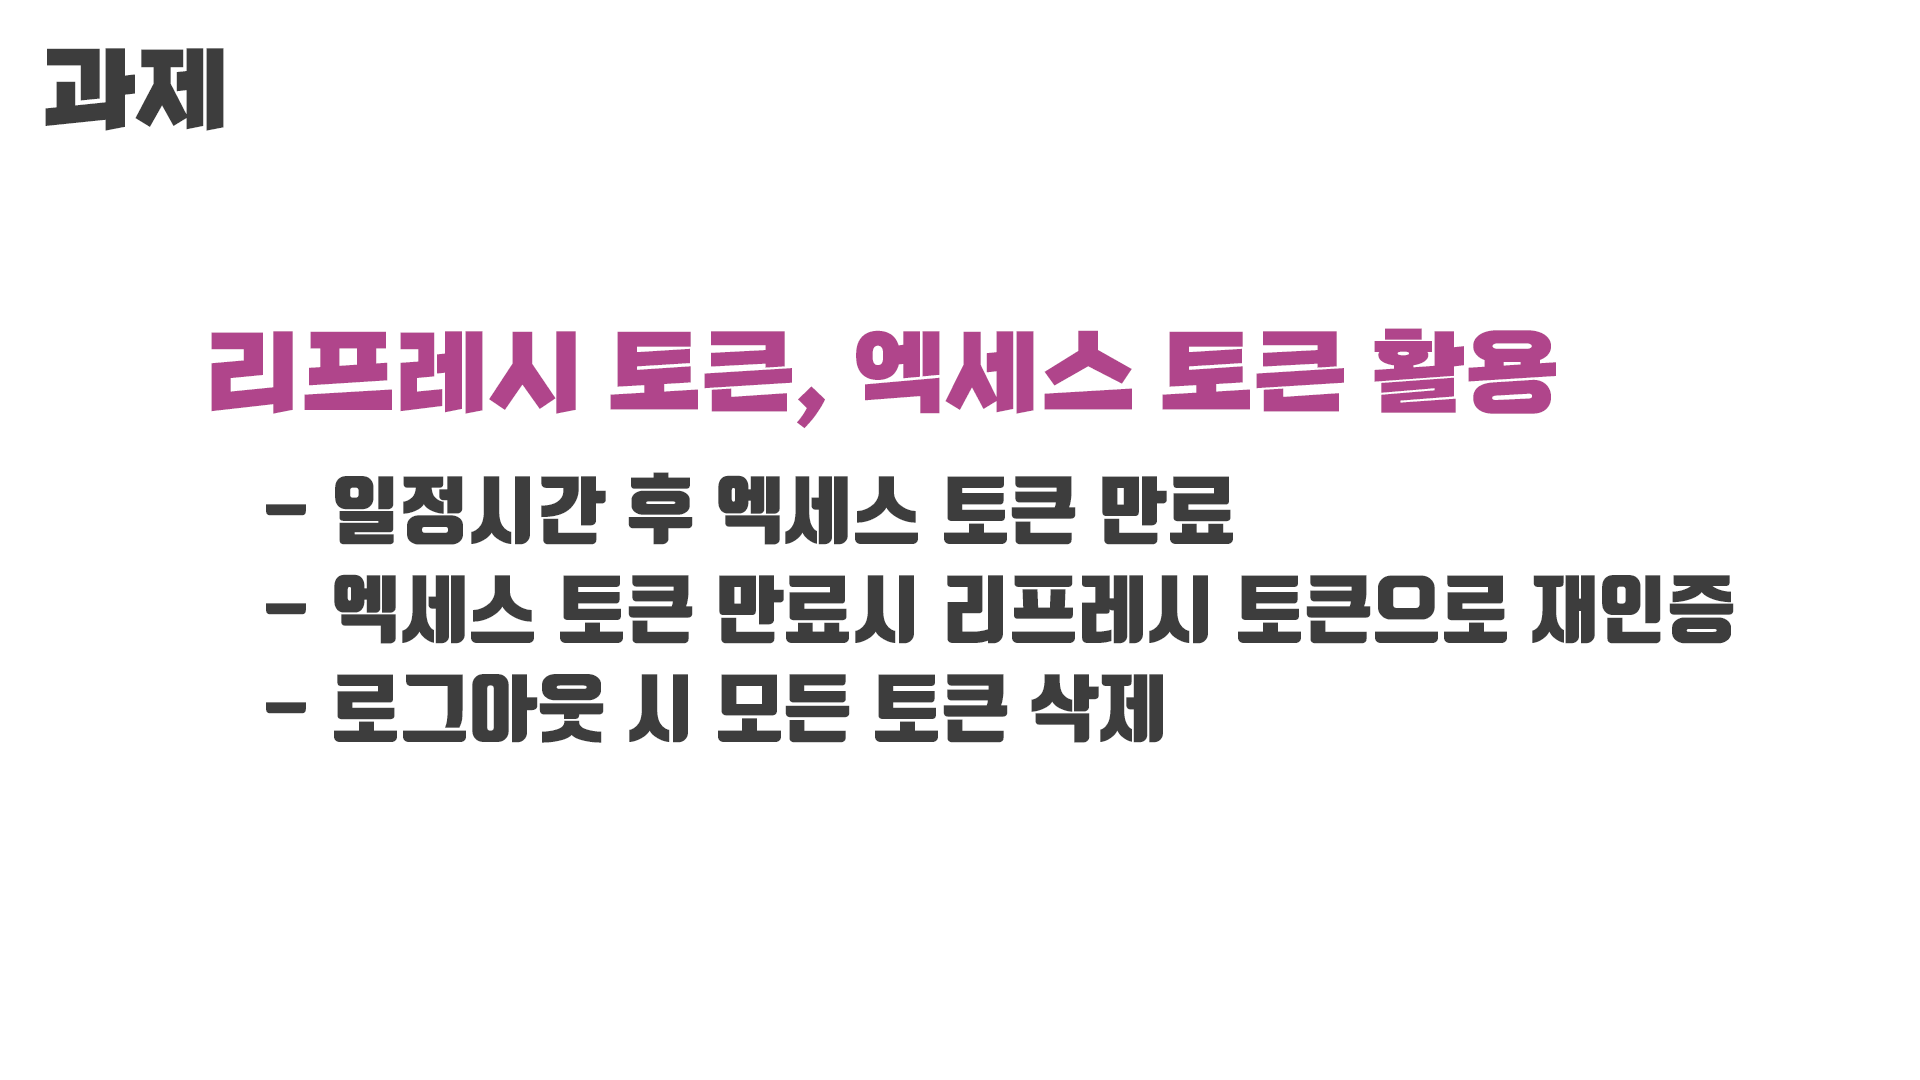 과제
리프레시 토큰, 엑세스 토큰 활용
- 일정시간 후 엑세스 토큰 만료
- 엑세스 토큰 만료시 리프레시 토큰으로 재인증
- 로그아웃 시 모든 토큰 삭제